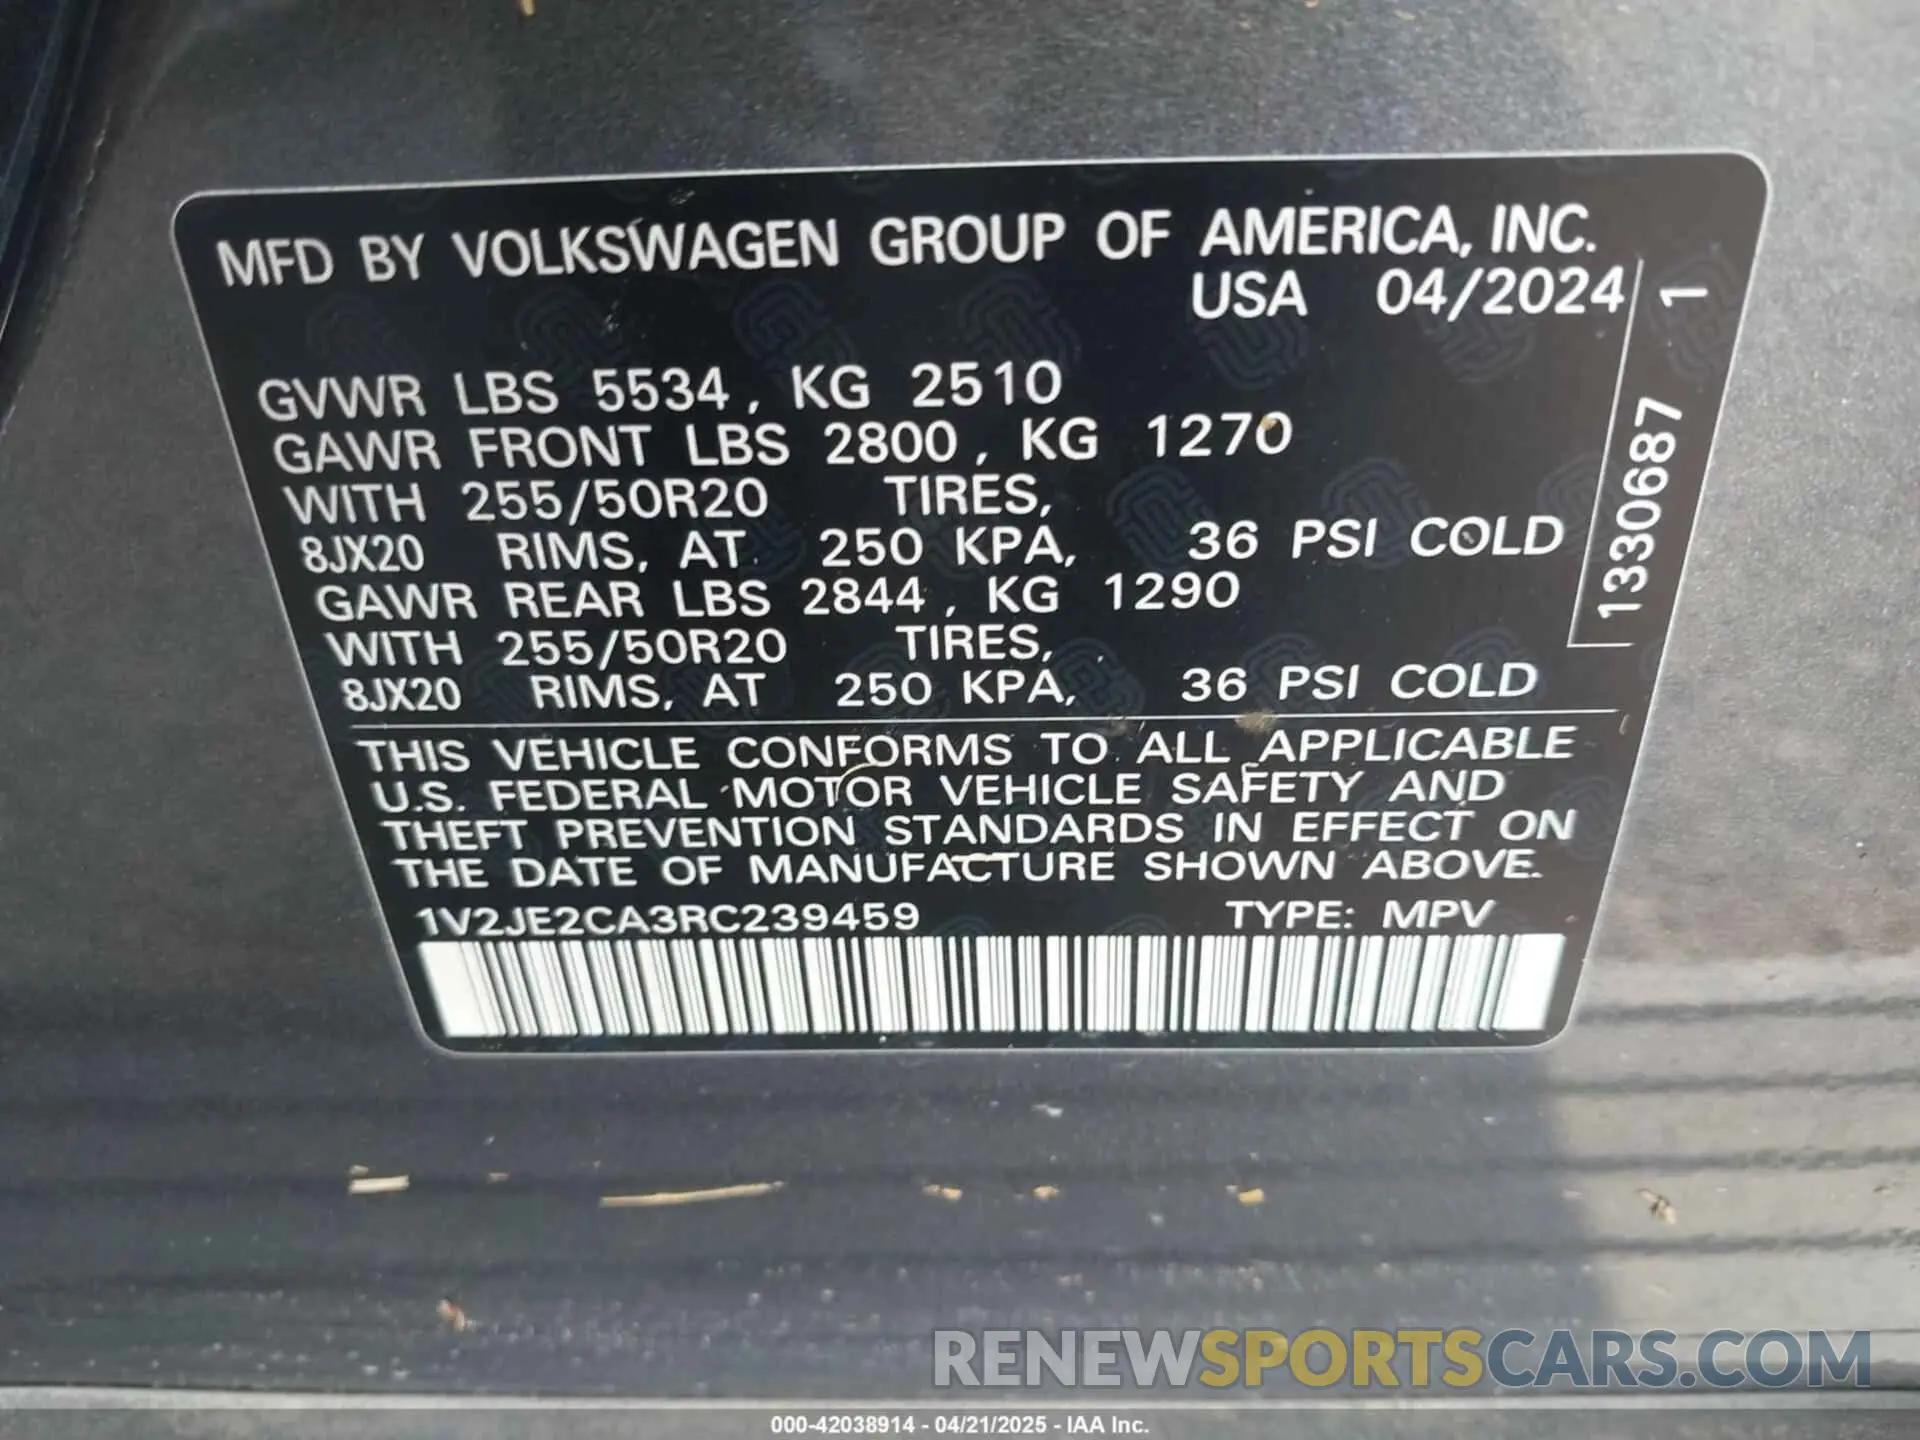 MFD BY VOLKSWAGEN GROUP OF AMERICA, INC.
USA 04/2024
GVWR LBS 5534, KG 2510
GAWR FRONT LBS 2800, KG 1270
WITH 255/50R20 TIRES,
8JX20 RIMS, AT 250 KPA, 36 PSI COLD
GAWR REAR LBS 2844, KG 1290
WITH 255/50R20 TIRES,
8JX20 RIMS, AT 250 KPA, 36 PSI COLD
1330687 1
THIS VEHICLE CONFORMS TO ALL APPLICABLE
U.S. FEDERAL MOTOR VEHICLE SAFETY AND
THEFT PREVENTION STANDARDS IN EFFECT ON
THE DATE OF MANUFACTURE SHOWN ABOVE.
1V2JE2CA3RC239459 TYPE: MPV
RENEWSPORTSCARS.COM
000-42038914 - 04/21/2025 - IAA Inc.